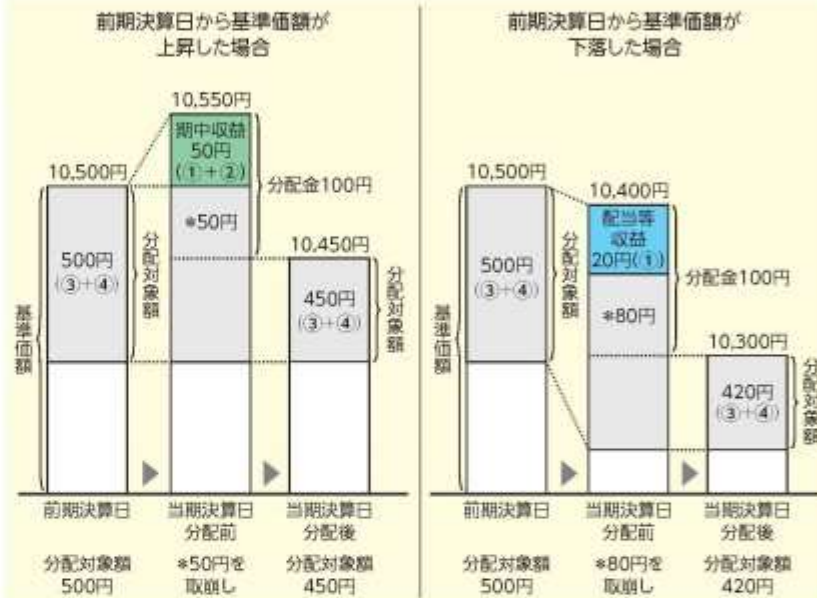 前期決算日から基準価額が
上昇した場合
10,550円
期中収益
50円
(①+②)
10,500円
分配金100円
*50円
10,450円
500円
(③+④)
分配対象額
450円
(③+④)
分配対象額
基準価額
前期決算日
当期決算日
分配前
当期決算日
分配後
分配対象額
500円
*50円を
取崩し
分配対象額
450円
前期決算日から基準価額が
下落した場合
10,500円
10,400円
配当等
収益
20円(①)
分配金100円
500円
(③+④)
分配対象額
*80円
10,300円
420円
(③+④)
分配対象額
基準価額
前期決算日
当期決算日
分配前
当期決算日
分配後
分配対象額
500円
*80円を
取崩し
分配対象額
420円